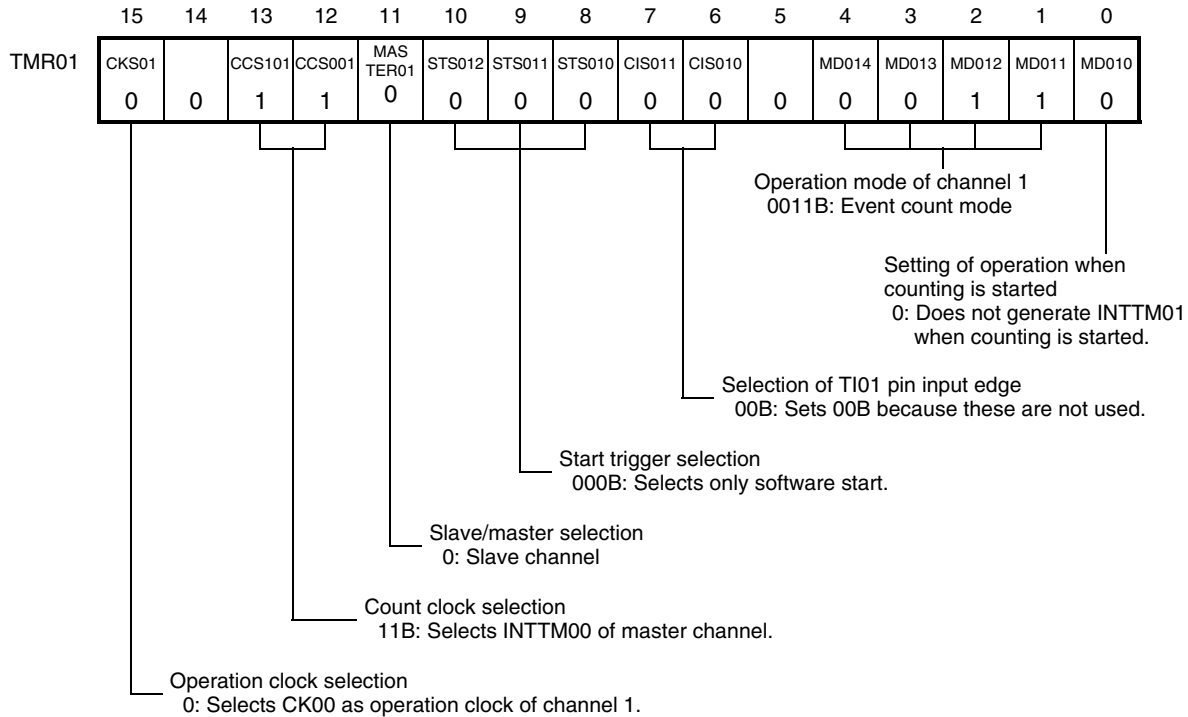 15 14 13 12 11 10 9 8 7 6 5 4 3 2 1 0
TMR01 CKS01 CCS101 CCS001 MAS STS012 STS011 STS010 CIS011 CIS010 MD014 MD013 MD012 MD011 MD010
TER01
0 0 1 1 0 0 0 0 0 0 0 0 0 1 1 0
Operation mode of channel 1
0011B: Event count mode
Setting of operation when
counting is started
0: Does not generate INTTM01
when counting is started.
Selection of TI01 pin input edge
00B: Sets 00B because these are not used.
Start trigger selection
000B: Selects only software start.
Slave/master selection
0: Slave channel
Count clock selection
11B: Selects INTTM00 of master channel.
Operation clock selection
0: Selects CK00 as operation clock of channel 1.